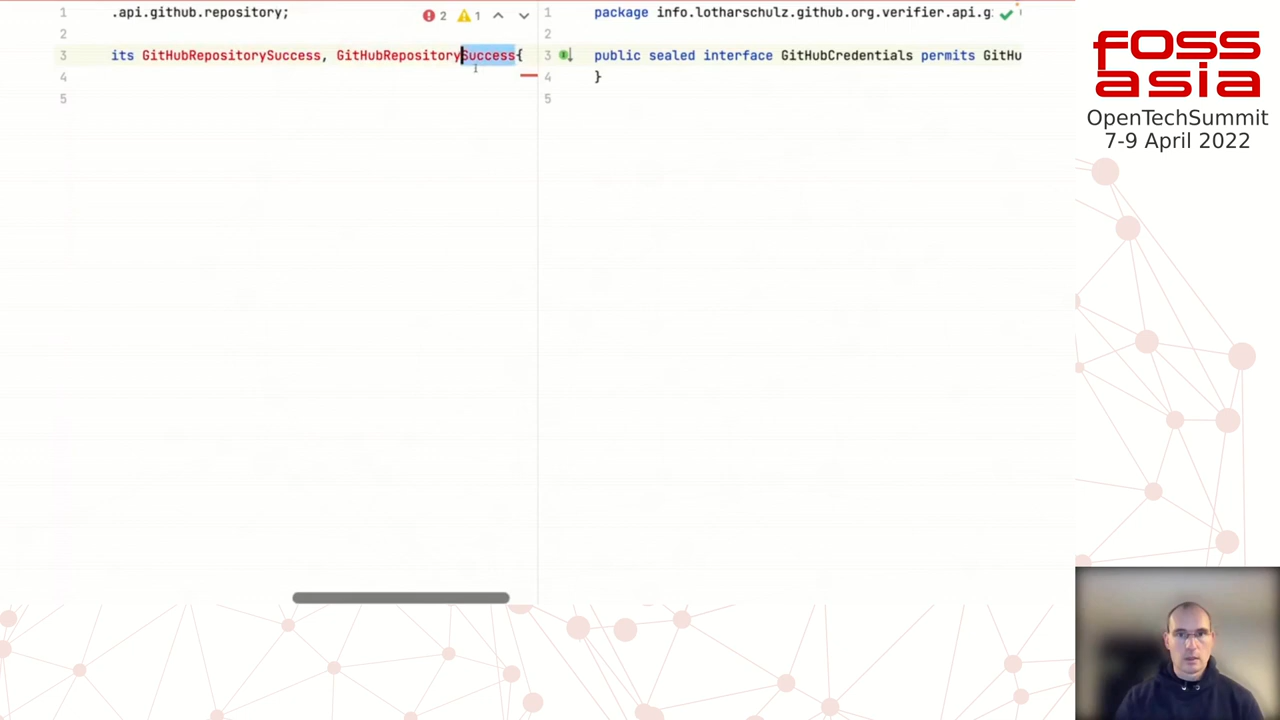 1 .api.github.repository; 2 1
2
3 its GitHubRepositorySuccess, GitHubRepositorySuccess{
4
5
1 package info.lotharschulz.github.org.verifier.api.g
2
3 public sealed interface GitHubCredentials permits GitHu
4 }
5
FOSS
asia
OpenTechSummit
7-9 April 2022